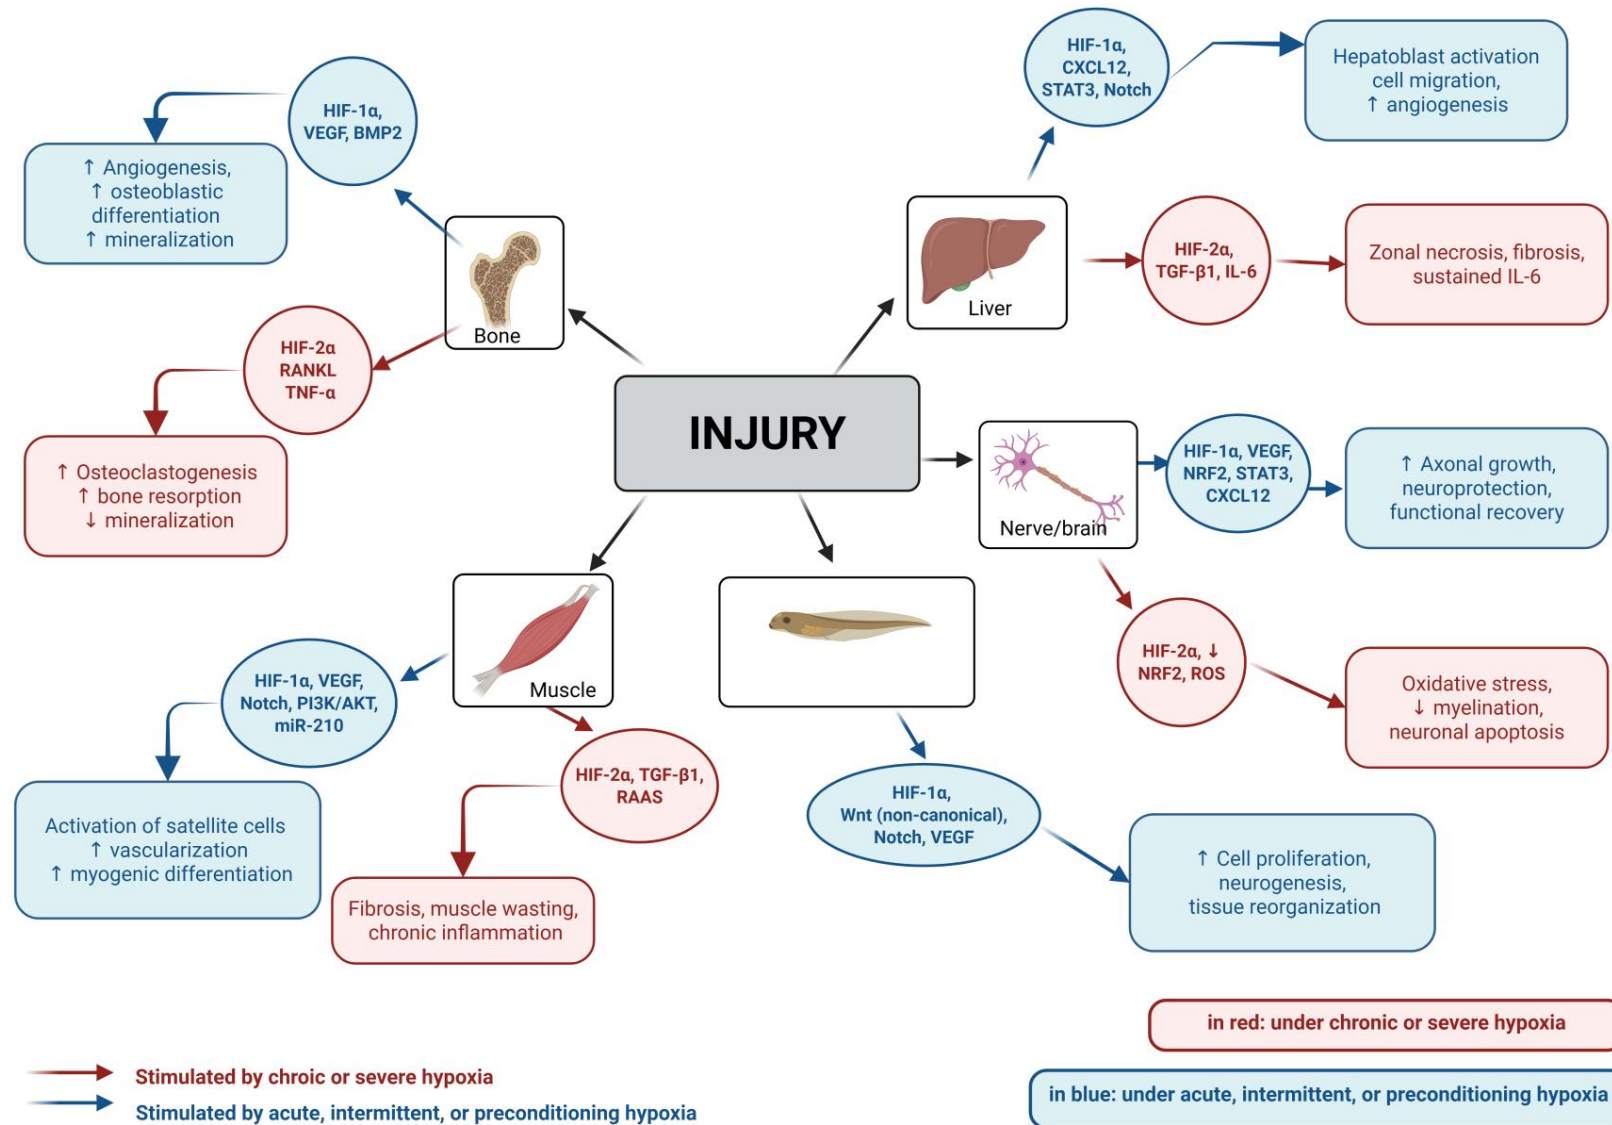 HIF-1α,
VEGF, BMP2
↑ Angiogenesis,
↑ osteoblastic
differentiation
↑ mineralization
Bone
HIF-2α
RANKL
TNF-α
↑ Osteoclastogenesis
↑ bone resorption
↓ mineralization
HIF-1α,
CXCL12,
STAT3, Notch
Hepatoblast activation
cell migration,
↑ angiogenesis
Liver
HIF-2α,
TGF-β1, IL-6
Zonal necrosis, fibrosis,
sustained IL-6
INJURY
Nerve/brain
HIF-1α, VEGF,
NRF2, STAT3,
CXCL12
↑ Axonal growth,
neuroprotection,
functional recovery
HIF-2α, ↓
NRF2, ROS
Oxidative stress,
↓ myelination,
neuronal apoptosis
Muscle
HIF-1α, VEGF,
Notch, PI3K/AKT,
miR-210
Activation of satellite cells
↑ vascularization
↑ myogenic differentiation
HIF-2α, TGF-β1,
RAAS
Fibrosis, muscle wasting,
chronic inflammation
HIF-1α,
Wnt (non-canonical),
Notch, VEGF
↑ Cell proliferation,
neurogenesis,
tissue reorganization
in red: under chronic or severe hypoxia
in blue: under acute, intermittent, or preconditioning hypoxia
Stimulated by chroic or severe hypoxia
Stimulated by acute, intermittent, or preconditioning hypoxia